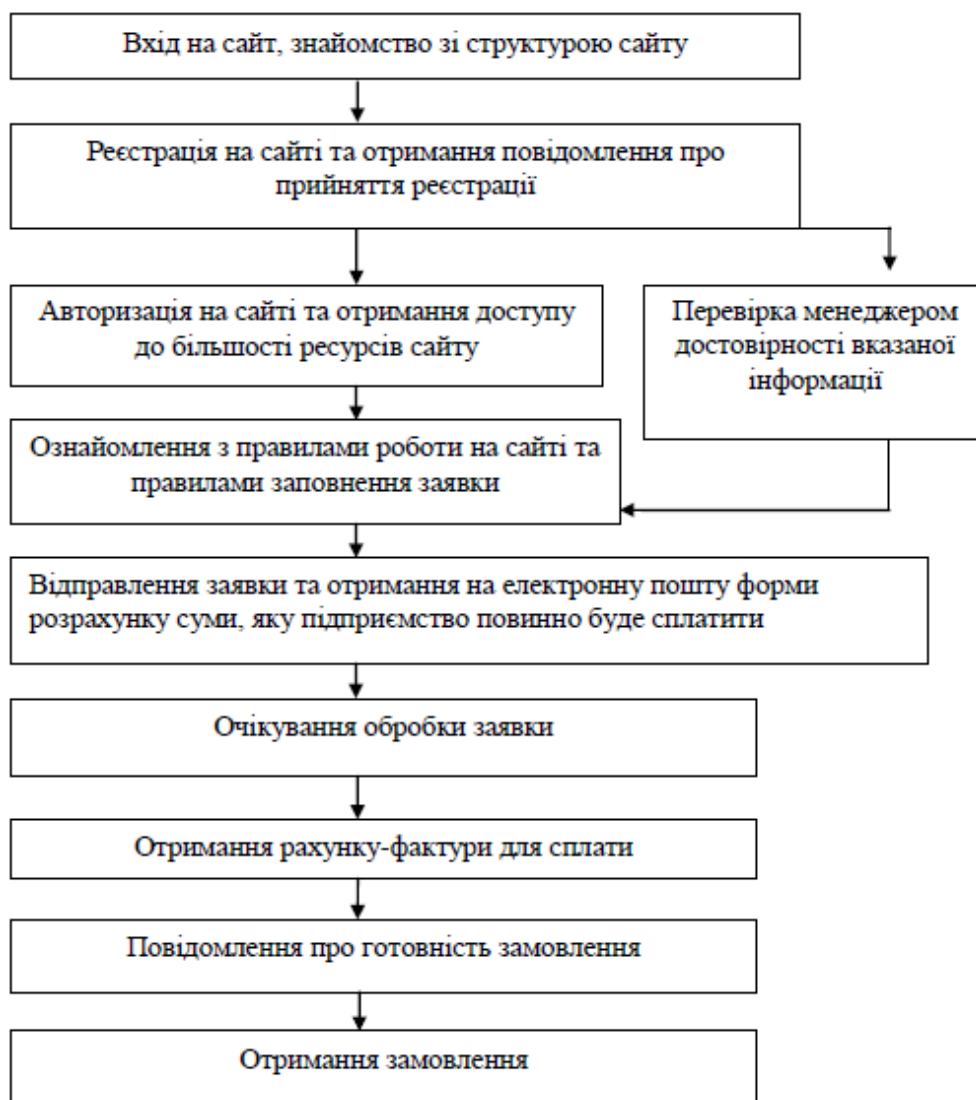 Вхід на сайт, знайомство зі структурою сайту
Реєстрація на сайті та отримання повідомлення про
прийняття реєстрації
Авторизація на сайті та отримання доступу
до більшості ресурсів сайту
Перевірка менеджером
достовірності вказаної
інформації
Ознайомлення з правилами роботи на сайті та
правилами заповнення заявки
Відправлення заявки та отримання на електронну пошту форми
розрахунку суми, яку підприємство повинно буде сплатити
Очікування обробки заявки
Отримання рахунку-фактури для сплати
Повідомлення про готовність замовлення
Отримання замовлення